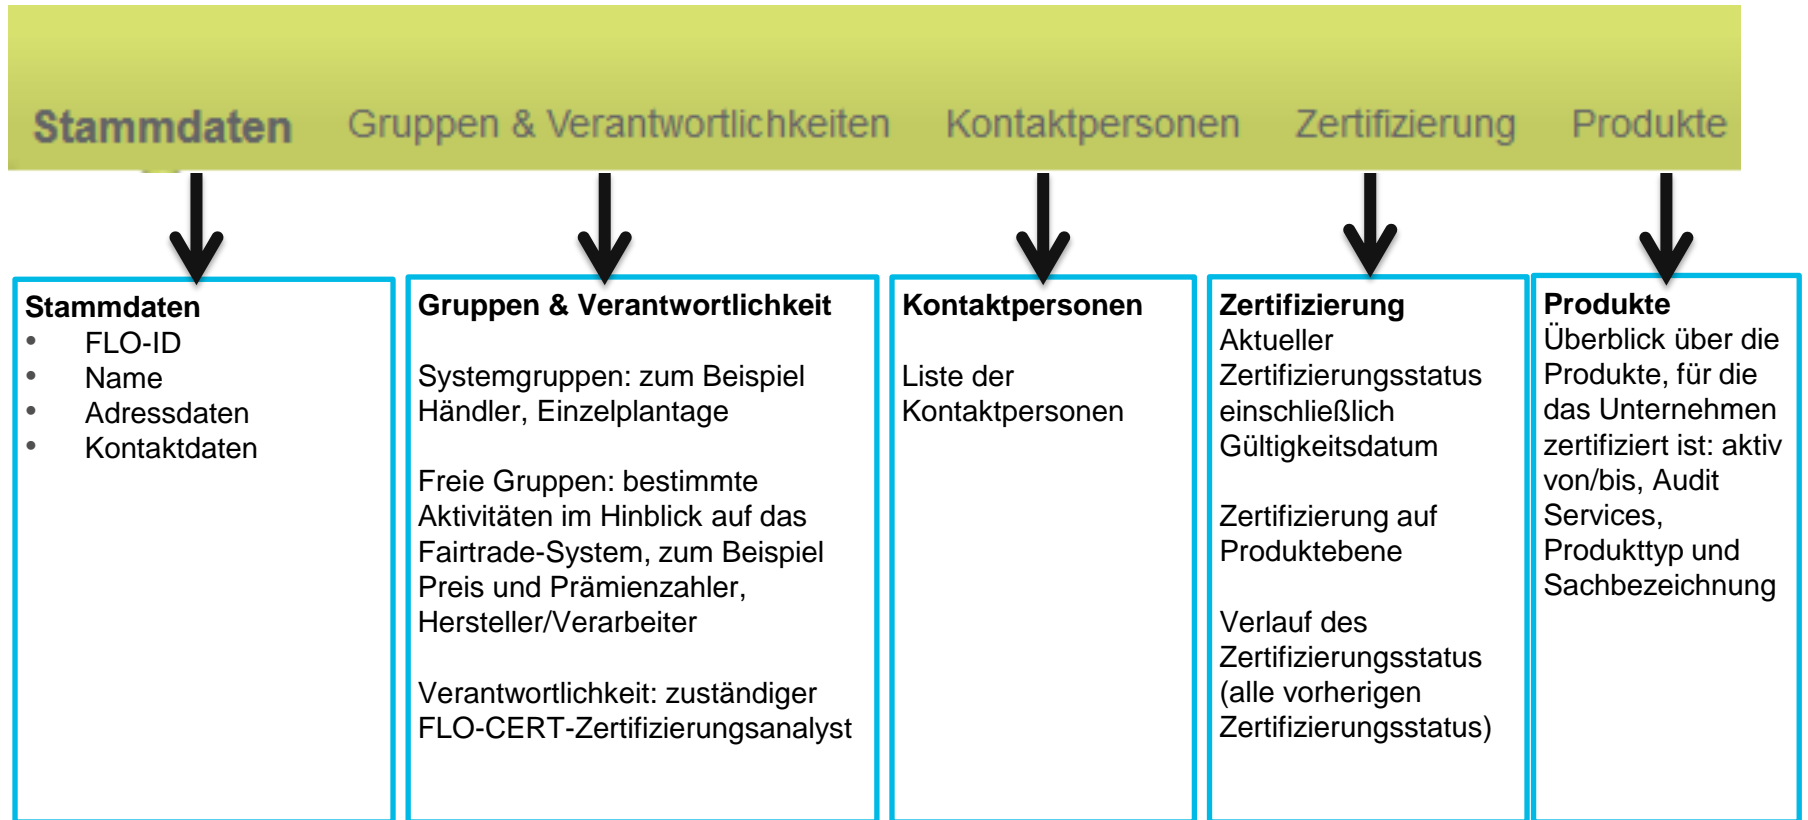 Stammdaten Gruppen & Verantwortlichkeiten Kontaktpersonen Zertifizierung Produkte
Stammdaten
• FLO-ID
• Name
• Adressdaten
• Kontaktdaten
Gruppen & Verantwortlichkeit
Systemgruppen: zum Beispiel
Händler, Einzelplantage
Freie Gruppen: bestimmte
Aktivitäten im Hinblick auf das
Fairtrade-System, zum Beispiel
Preis und Prämienzahler,
Hersteller/Verarbeiter
Verantwortlichkeit: zuständiger
FLO-CERT-Zertifizierungsanalyst
Kontaktpersonen
Liste der
Kontaktpersonen
Zertifizierung
Aktueller
Zertifizierungsstatus
einschließlich
Gültigkeitsdatum
Zertifizierung auf
Produktebene
Verlauf des
Zertifizierungsstatus
(alle vorherigen
Zertifizierungsstatus)
Produkte
Überblick über die
Produkte, für die
das Unternehmen
zertifiziert ist: aktiv
von/bis, Audit
Services,
Produkttyp und
Sachbezeichnung